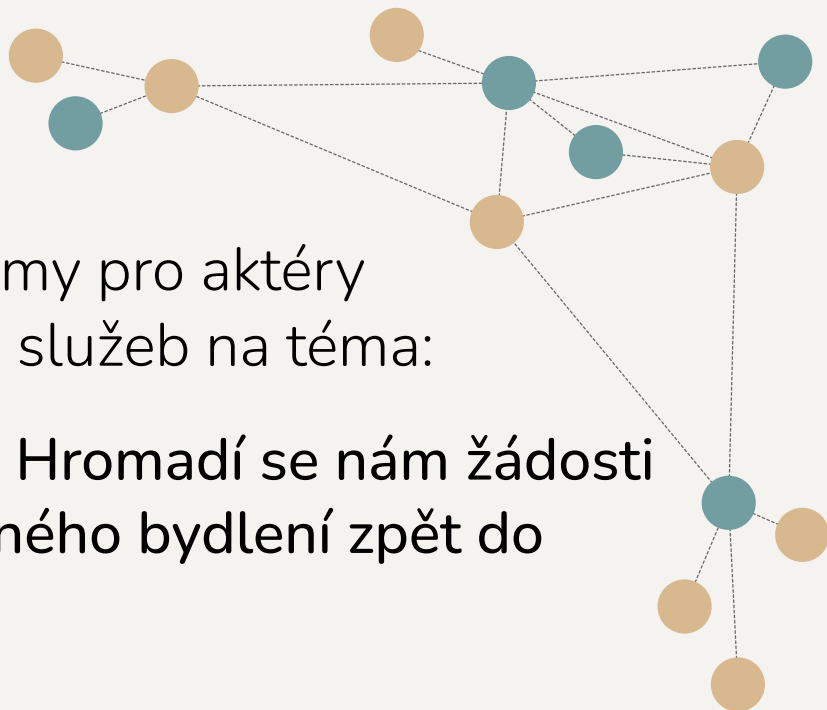 my pro aktéry
služeb na téma:
Hromadí se nám žádosti
ného bydlení zpět do